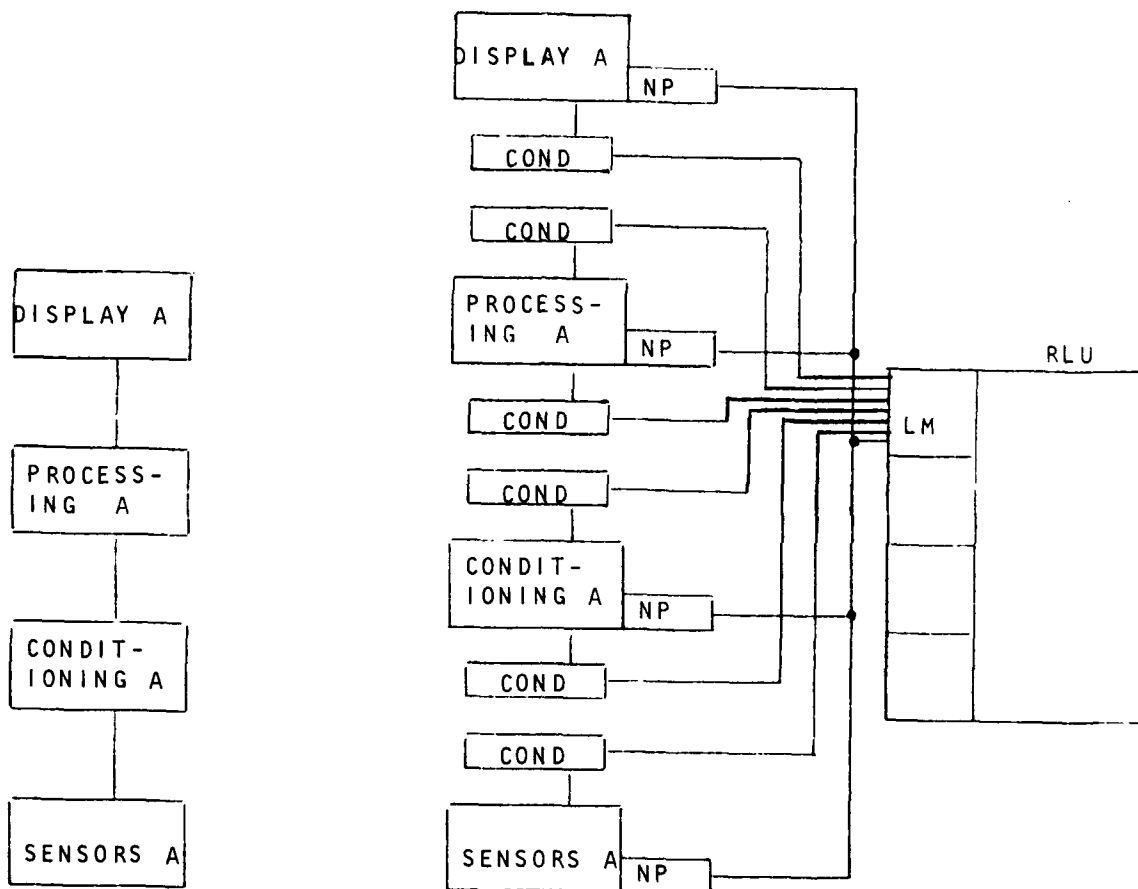 DISPLAY A
PROCESS-
ING A
CONDIT-
IONING A
SENSORS A
DISPLAY A
NP
COND
COND
PROCESS-
ING A
NP
COND
COND
CONDIT-
IONING A
NP
COND
COND
SENSORS A
NP
RLU
LM